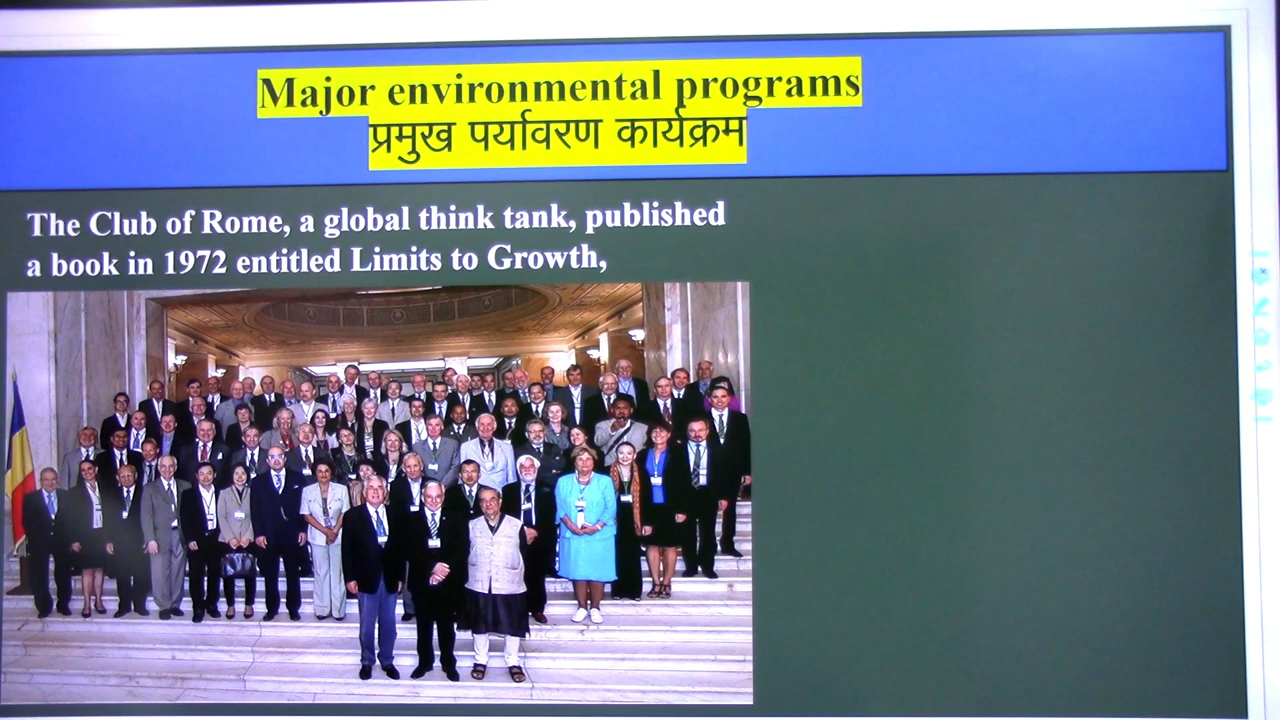 Major environmental programs
प्रमुख पर्यावरण कार्यक्रम
The Club of Rome, a global think tank, published
a book in 1972 entitled Limits to Growth,